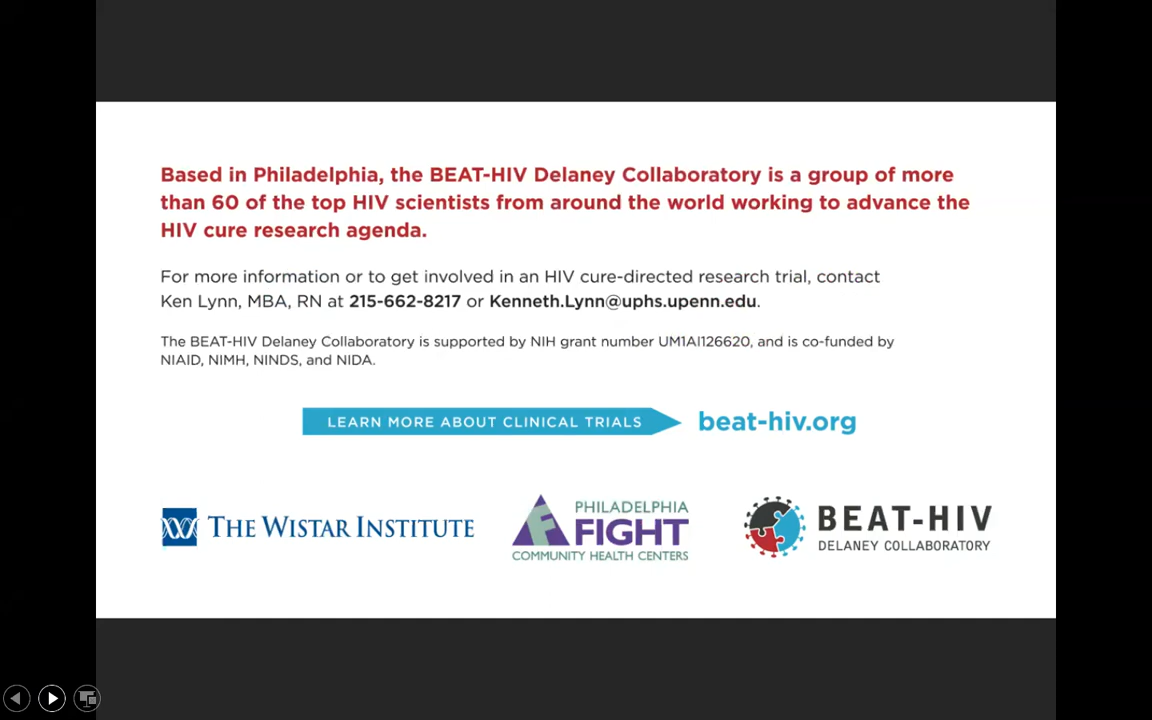 Based in Philadelphia, the BEAT-HIV Delaney Collaboratory is a group of more
than 60 of the top HIV scientists from around the world working to advance the
HIV cure research agenda.
For more information or to get involved in an HIV cure-directed research trial, contact
Ken Lynn, MBA, RN at 215-662-8217 or Kenneth.Lynn@uphs.upenn.edu.
The BEAT-HIV Delaney Collaboratory is supported by NIH grant number UM1AI126620, and is co-funded by
NIAID, NIMH, NINDS, and NIDA.
LEARN MORE ABOUT CLINICAL TRIALS beat-hiv.org
THE WISTAR INSTITUTE
PHILADELPHIA
FIGHT
COMMUNITY HEALTH CENTERS
BEAT-HIV
DELANEY COLLABORATORY